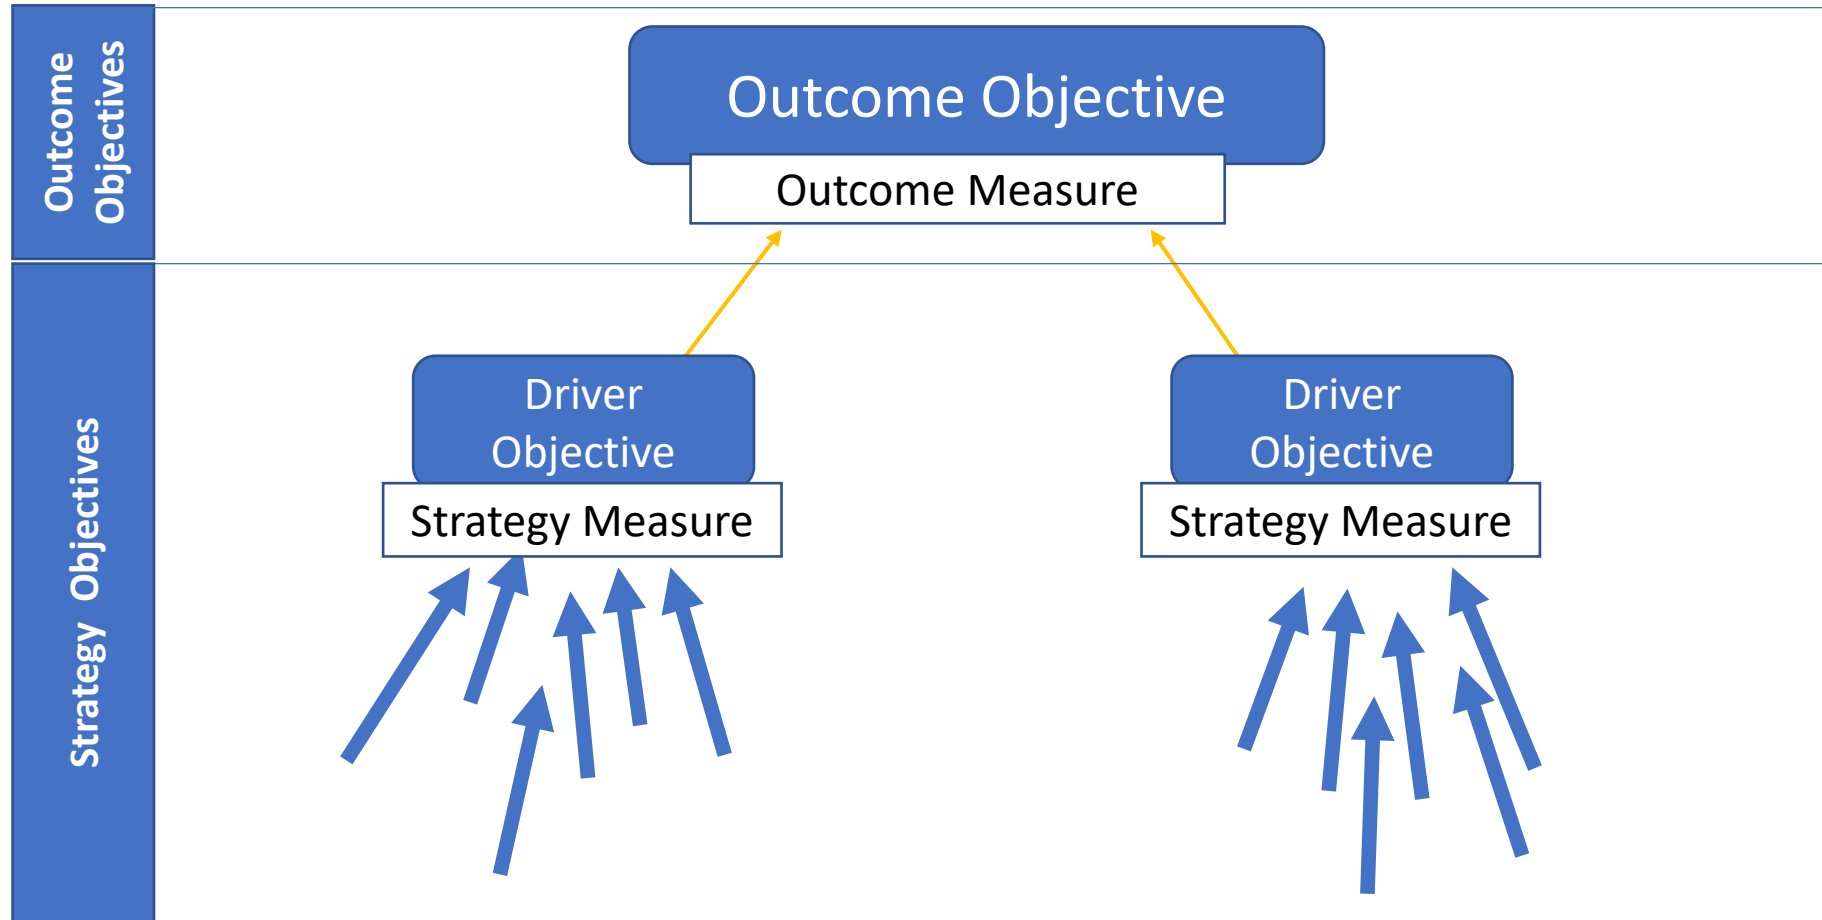 Outcome
Objectives
Outcome Objective
Outcome Measure
Strategy Objectives
Driver
Objective
Strategy Measure
Driver
Objective
Strategy Measure